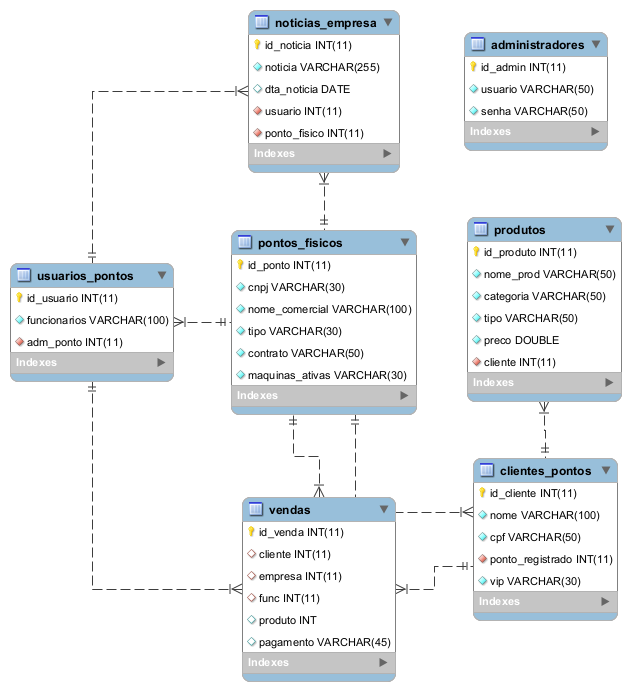 noticias_empresa
id_noticia INT(11)
noticia VARCHAR(255)
dta_noticia DATE
usuario INT(11)
ponto_fisico INT(11)
Indexes
administradores
id_admin INT(11)
usuario VARCHAR(50)
senha VARCHAR(50)
Indexes
pontos_fisicos
id_ponto INT(11)
cnpj VARCHAR(30)
nome_comercial VARCHAR(100)
tipo VARCHAR(30)
contrato VARCHAR(50)
maquinas_ativas VARCHAR(30)
Indexes
produtos
id_produto INT(11)
nome_prod VARCHAR(50)
categoria VARCHAR(50)
tipo VARCHAR(50)
preco DOUBLE
cliente INT(11)
Indexes
usuarios_pontos
id_usuario INT(11)
funcionarios VARCHAR(100)
adm_ponto INT(11)
Indexes
clientes_pontos
id_cliente INT(11)
nome VARCHAR(100)
cpf VARCHAR(50)
ponto_registrado INT(11)
vip VARCHAR(30)
Indexes
vendas
id_venda INT(11)
cliente INT(11)
empresa INT(11)
func INT(11)
produto INT
pagamento VARCHAR(45)
Indexes